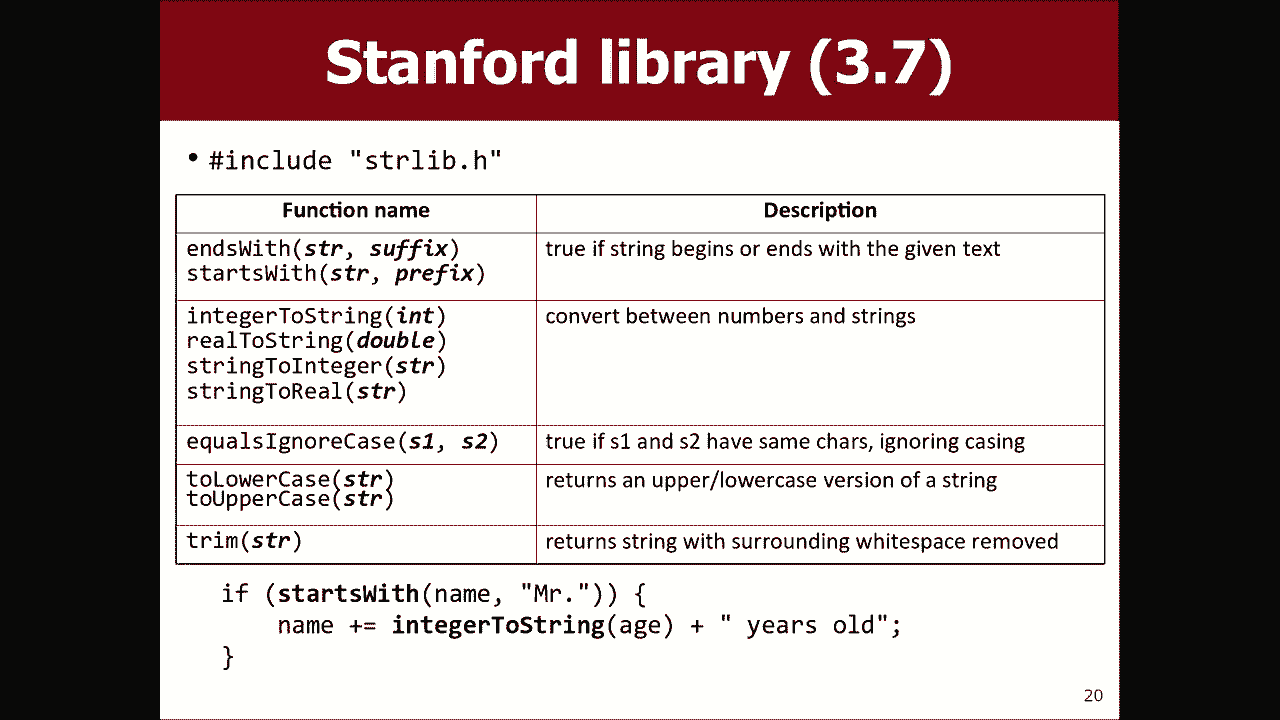 Stanford library (3.7)
• #include "strlib.h"
Function name Description
endsWith(str, suffix) true if string begins or ends with the given text
startsWith(str, prefix)
integerToString(int) convert between numbers and strings
realToString(double)
stringToInteger(str)
stringToReal(str)
equalsIgnoreCase(s1, s2) true if s1 and s2 have same chars, ignoring casing
toLowerCase(str) returns an upper/lowercase version of a string
toUpperCase(str)
trim(str) returns string with surrounding whitespace removed
if (startsWith(name, "Mr.")) {
    name += integerToString(age) + " years old";
}
20